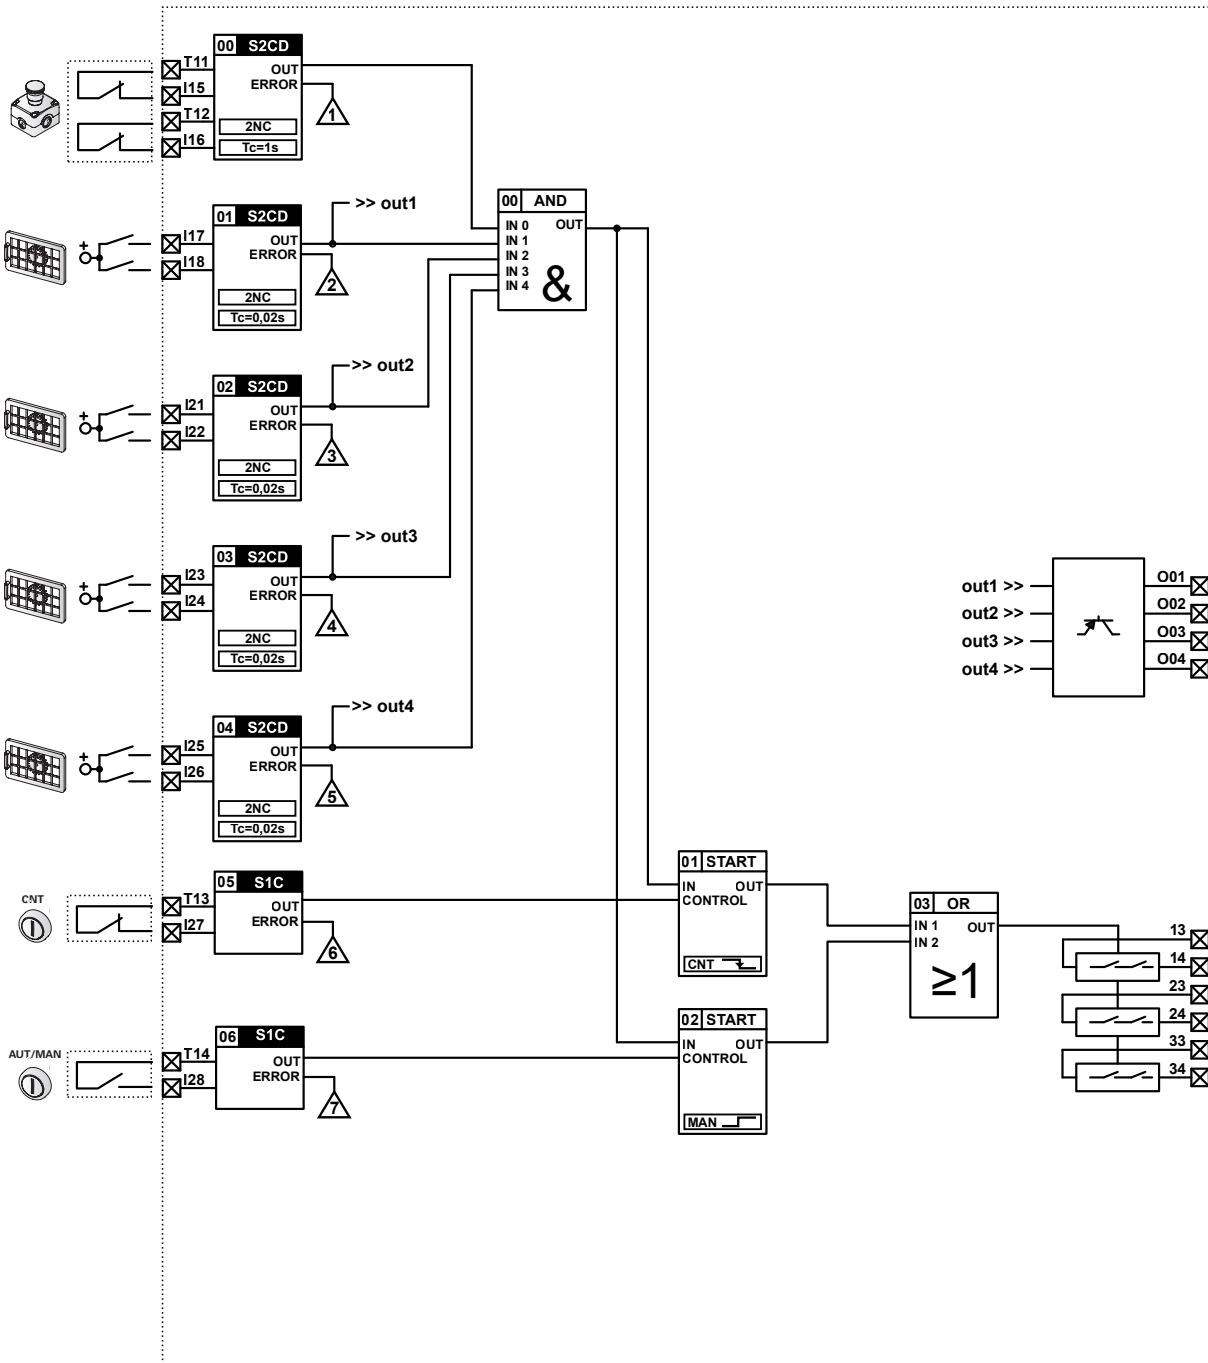 00 S2CD
T11
OUT
I15
ERROR
T12
1
2NC
I16
Tc=1s
>> out1
00 AND
01 S2CD
IN 0 OUT
+
I17
OUT
IN 1
ERROR
IN 2
I18
IN 3
2
IN 4
&
2NC
Tc=0,02s
>> out2
02 S2CD
+
I21
OUT
ERROR
I22
3
2NC
Tc=0,02s
>> out3
03 S2CD
+
I23
OUT
ERROR
I24
4
2NC
Tc=0,02s
out1 >>
O01
out2 >>
O02
out3 >>
O03
out4 >>
O04
>> out4
04 S2CD
+
I25
OUT
ERROR
I26
5
2NC
Tc=0,02s
01 START
05 S1C
IN OUT
CNT
T13
OUT
CONTROL
03 OR
ERROR
I27
IN 1 OUT
13
IN 2
6
CNT
14
≥1
23
02 START
24
06 S1C
IN OUT
33
AUT/MAN
T14
OUT
CONTROL
ERROR
34
I28
7
MAN